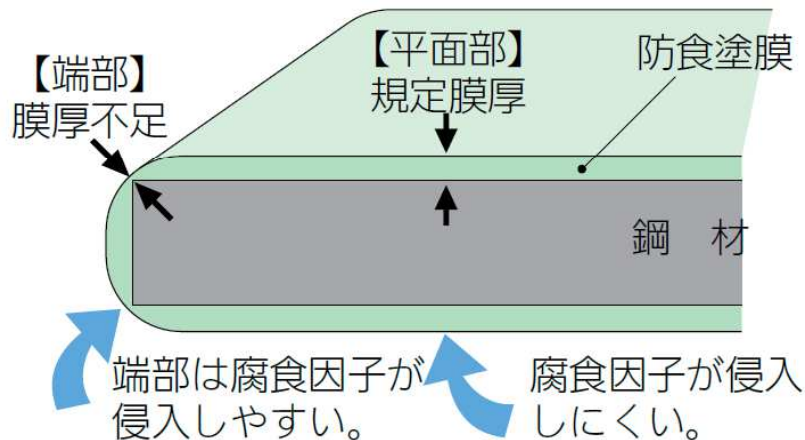 【端部】
膜厚不足
【平面部】
規定膜厚
防食塗膜
鋼　材
端部は腐食因子が
侵入しやすい。
腐食因子が侵入
しにくい。